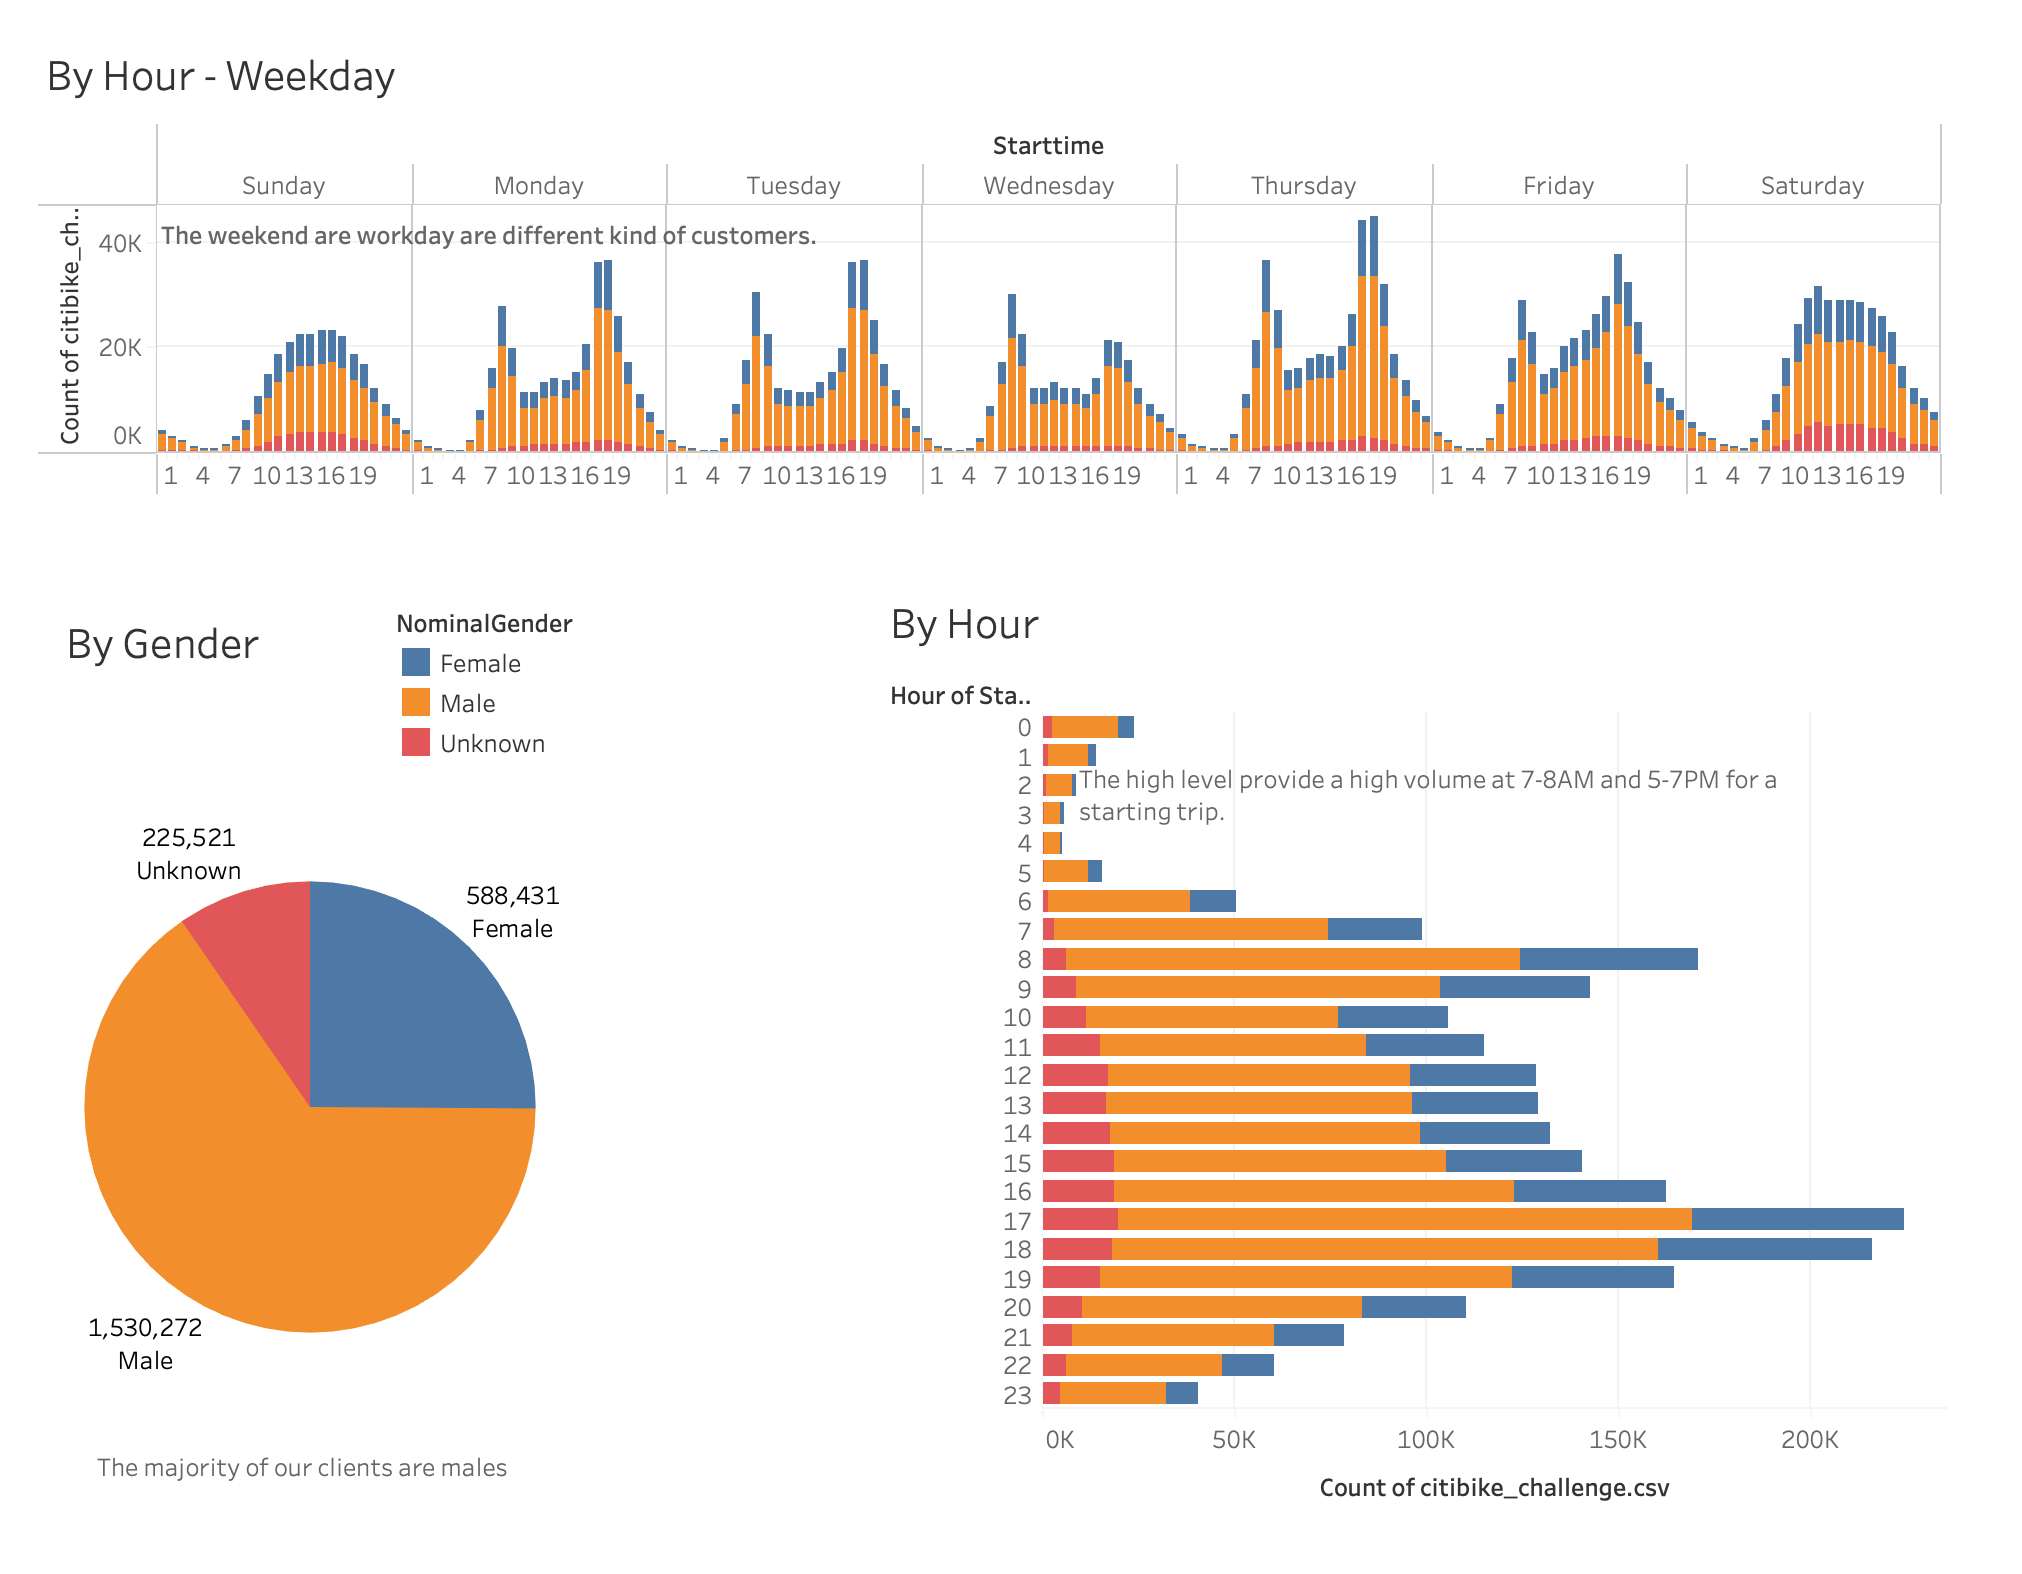 By Hour - Weekday
Starttime
Sunday Monday Tuesday Wednesday Thursday Friday Saturday
Count of citibike_ch..
The weekend are workday are different kind of customers.
40K
20K
0K
1 4 7 10 13 16 19 1 4 7 10 13 16 19 1 4 7 10 13 16 19 1 4 7 10 13 16 19 1 4 7 10 13 16 19 1 4 7 10 13 16 19 1 4 7 10 13 16 19
By Gender
NominalGender
Female
Male
Unknown
225,521
Unknown
588,431
Female
1,530,272
Male
The majority of our clients are males
By Hour
Hour of Sta..
0
1
2
The high level provide a high volume at 7-8AM and 5-7PM for a
starting trip.
3
4
5
6
7
8
9
10
11
12
13
14
15
16
17
18
19
20
21
22
23
0K 50K 100K 150K 200K
Count of citibike_challenge.csv